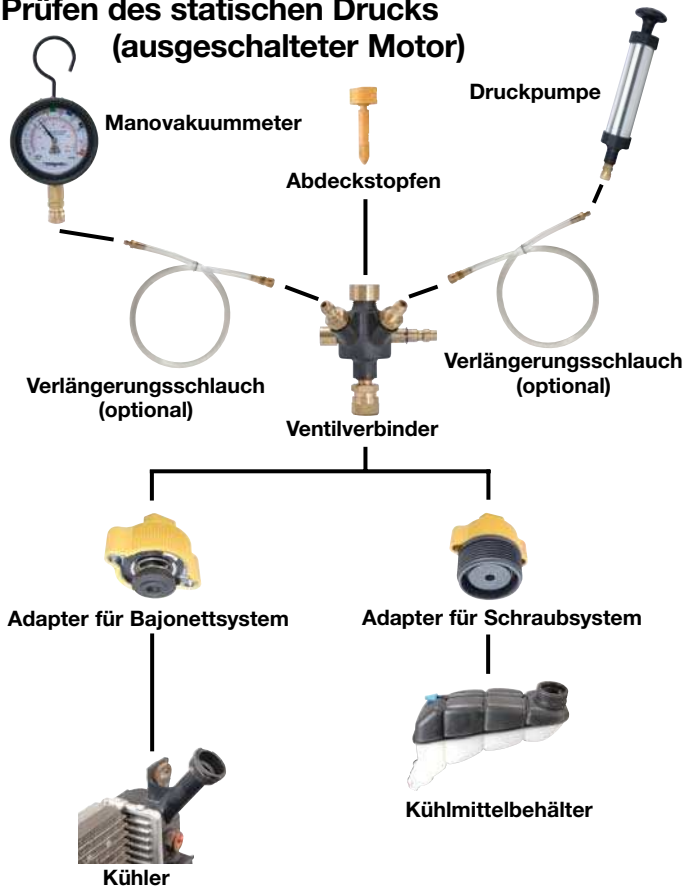 Prüfen des statischen Drucks
(ausgeschalteter Motor)
Druckpumpe
Manovakuummeter
Abdeckstopfen
Verlängerungsschlauch
(optional)
Verlängerungsschlauch
(optional)
Ventilverbinder
Adapter für Bajonettsystem
Adapter für Schraubsystem
Kühlmittelbehälter
Kühler